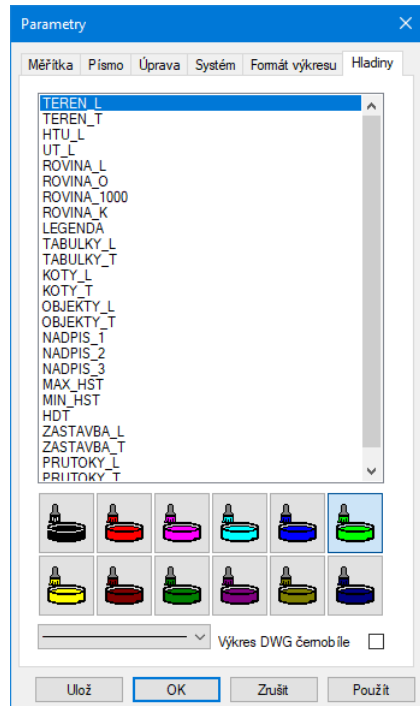 Parametry
Měřítka Písmo Úprava Systém Formát výkresu Hladiny
TEREN_L
TEREN_T
HTU_L
UT_L
ROVINA_L
ROVINA_O
ROVINA_1000
ROVINA_K
LEGENDA
TABULKY_L
TABULKY_T
KOTY_L
KOTY_T
OBJEKTY_L
OBJEKTY_T
NADPIS_1
NADPIS_2
NADPIS_3
MAX_HST
MIN_HST
HDT
ZASTAVBA_L
ZASTAVBA_T
PRUTOKY_L
PRUTOKY_T
Výkres DWG černobíle
Ulož OK Zrušit Použít